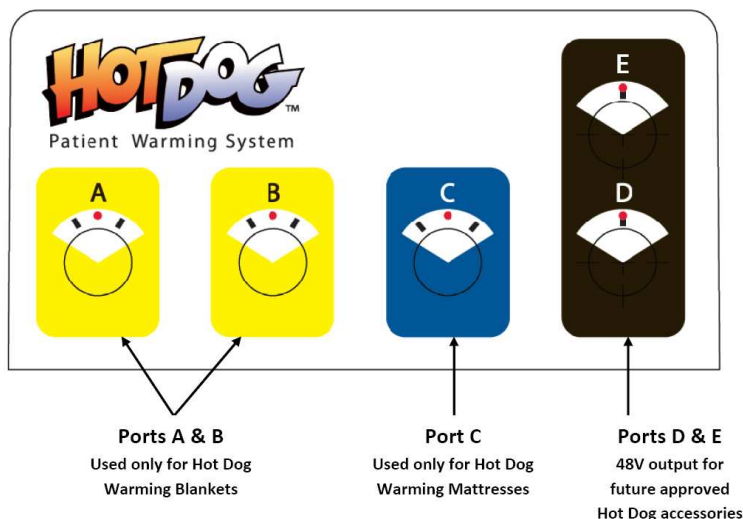 HOTDOG™
Patient Warming System
A
B
C
E
D
Ports A & B
Used only for Hot Dog
Warming Blankets
Port C
Used only for Hot Dog
Warming Mattresses
Ports D & E
48V output for
future approved
Hot Dog accessories